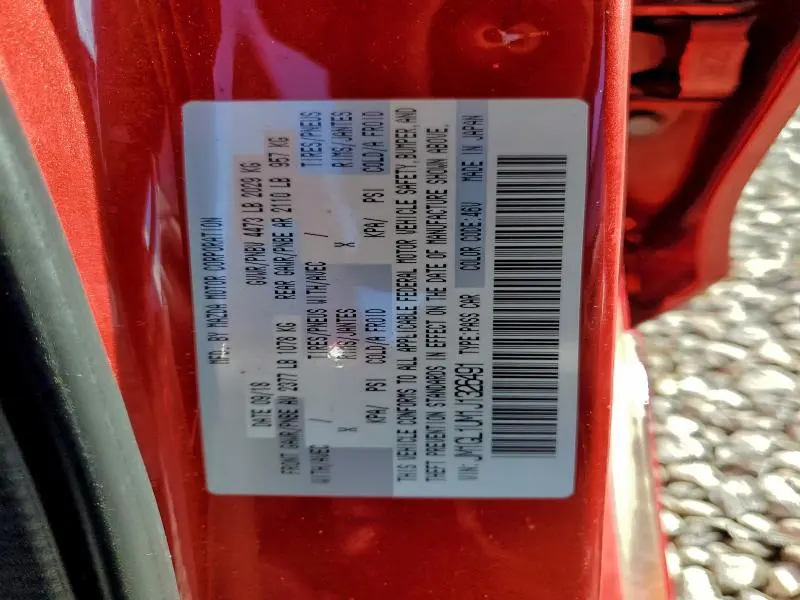 MFD. BY MAZDA MOTOR CORPORATION
DATE 09/18 GVWR/PNBV 4473 LB 2029 KG
FRONT GAWR/PNBE AV 2377 LB 1078 KG REAR GAWR/PNBE AR 2110 LB 957 KG
TIRES/PNEUS WITH/AVEC / TIRES/PNEUS
WITH/AVEC / RIMS/JANTES X RIMS/JANTES
X COLD/A FROID KPA/ PSI COLD/A FROID
KPA/ PSI
THIS VEHICLE CONFORMS TO ALL APPLICABLE FEDERAL MOTOR VEHICLE SAFETY, BUMPER, AND
THEFT PREVENTION STANDARDS IN EFFECT ON THE DATE OF MANUFACTURE SHOWN ABOVE.
VIN: TYPE:PASS CAR COLOR CODE:46V MADE IN JAPAN